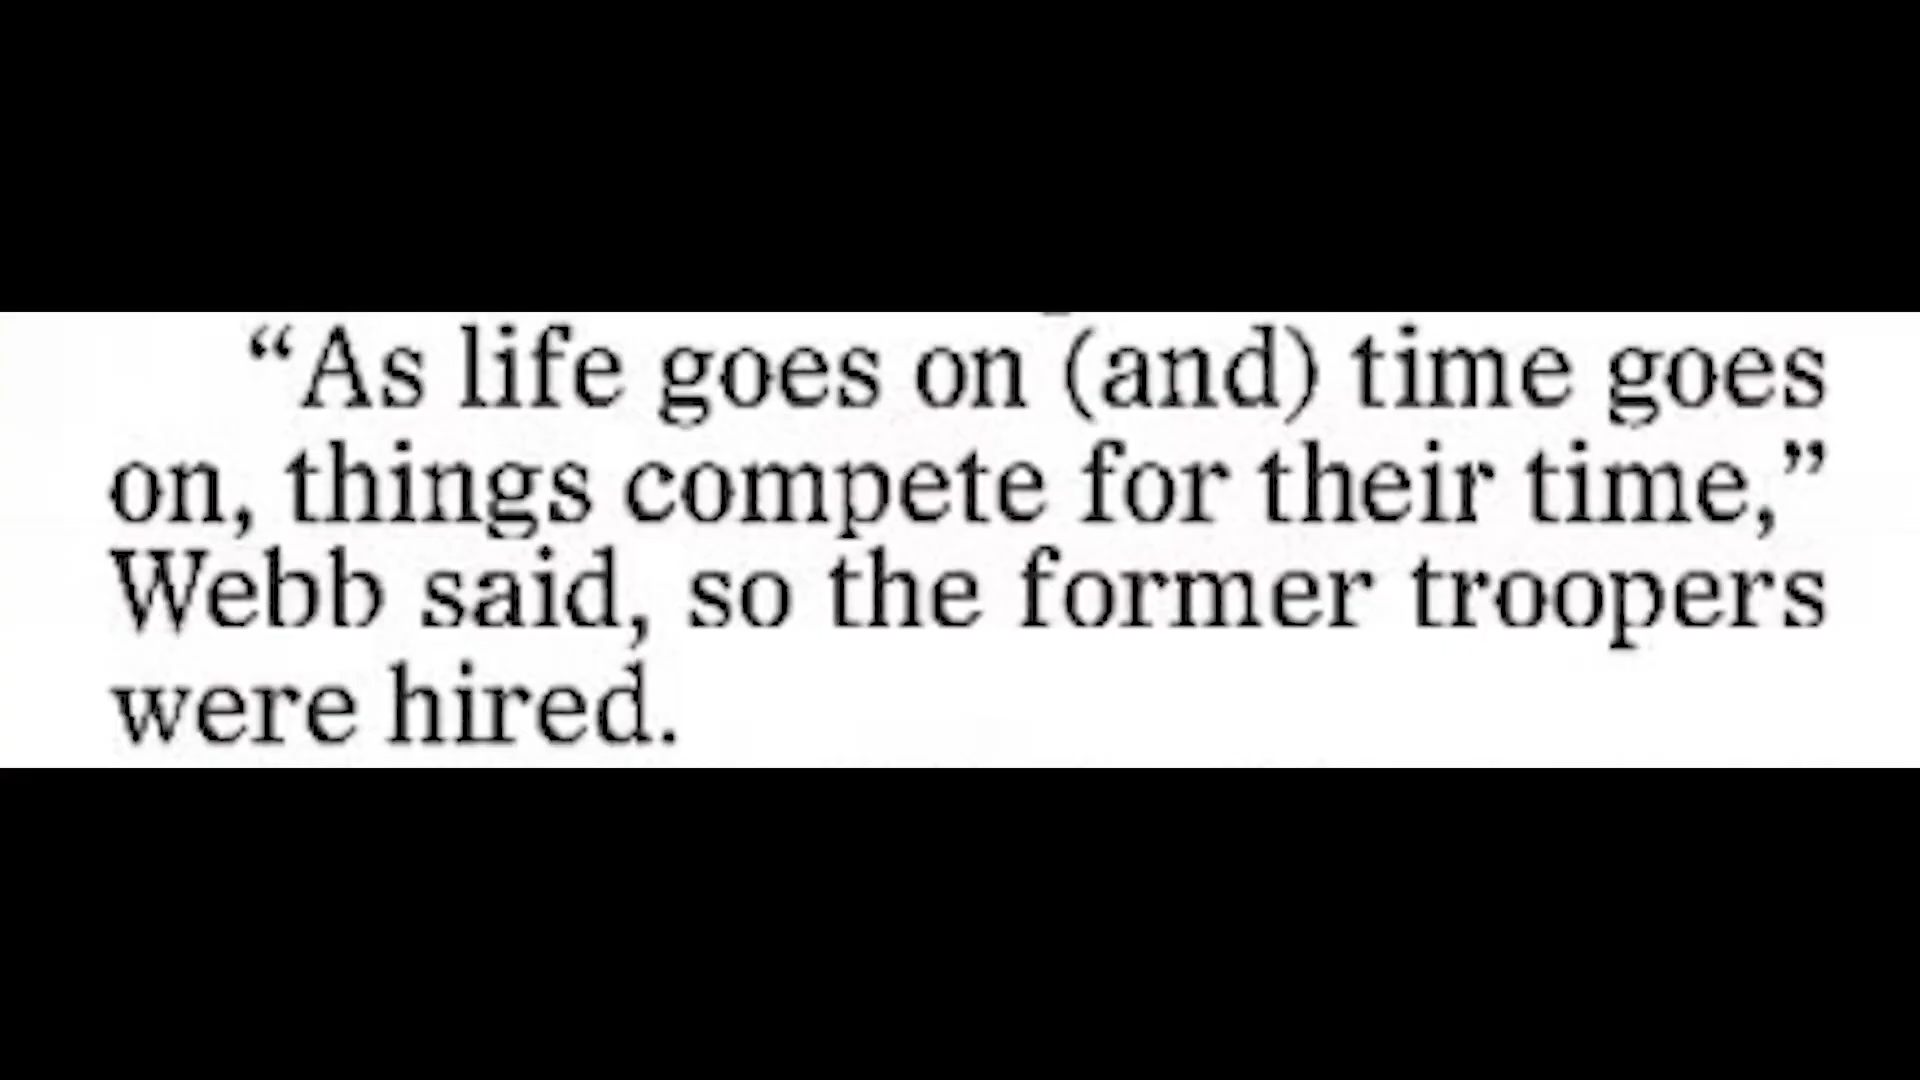 “As life goes on (and) time goes
on, things compete for their time,”
Webb said, so the former troopers
were hired.